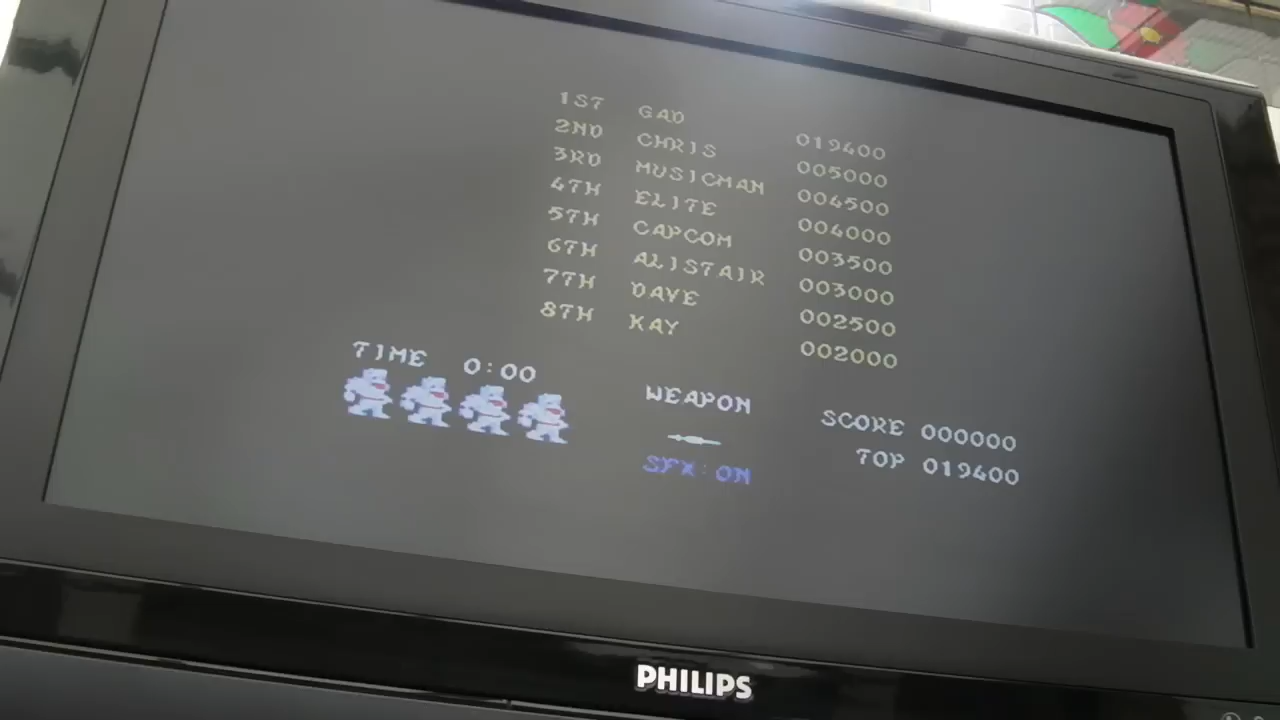 1ST GAD 019400
2ND CHRIS 005000
3RD MUSICMAN 004500
4TH ELITE 004000
5TH CAPCOM 003500
6TH ALISTAIR 003000
7TH DAVE 002500
8TH KAY 002000
TIME 0:00
WEAPON
SFX:ON
SCORE 000000
TOP 019400
PHILIPS